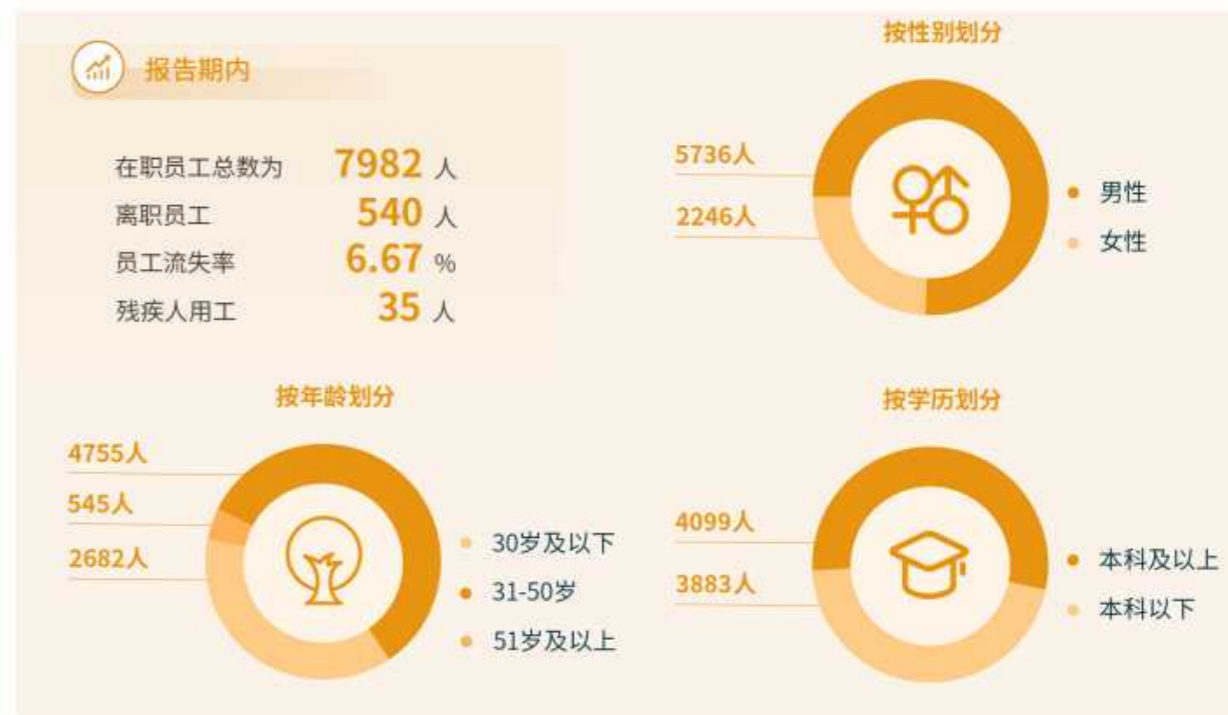 报告期内
在职员工总数为 7982 人
离职员工 540 人
员工流失率 6.67 %
残疾人用工 35 人
按性别划分
5736人
2246人
男性
女性
按年龄划分
4755人
545人
2682人
30岁及以下
31-50岁
51岁及以上
按学历划分
4099人
3883人
本科及以上
本科以下